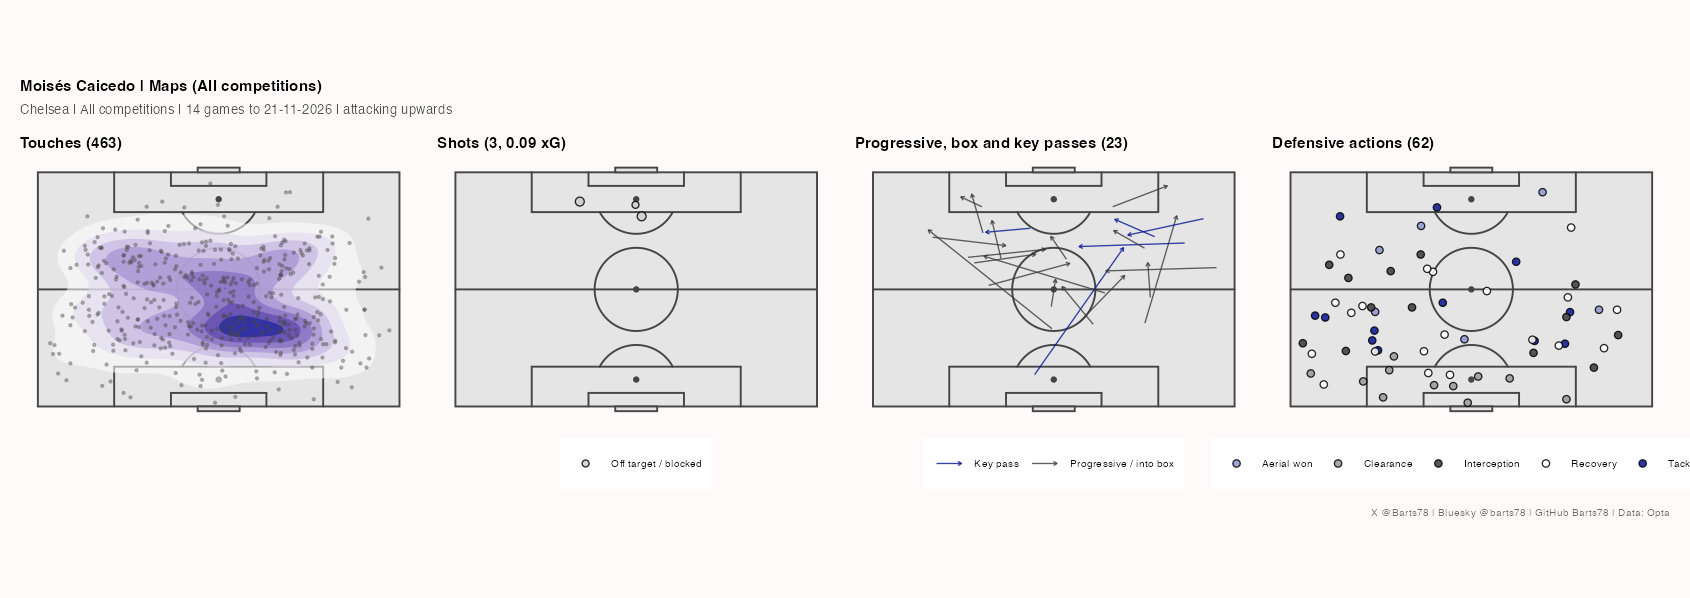 Moisés Caicedo | Maps (All competitions)
Chelsea | All competitions | 14 games to 21-11-2026 | attacking upwards
Touches (463)
Shots (3, 0.09 xG)
Progressive, box and key passes (23)
Defensive actions (62)
Off target / blocked
Key pass
Progressive / into box
Aerial won
Clearance
Interception
Recovery
Tack
X @Barts78 | Bluesky @barts78 | GitHub Barts78 | Data: Opta